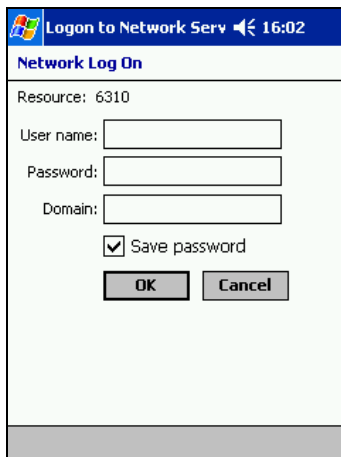 Logon to Network Serv 16:02
Network Log On
Resource: 6310
User name:
Password:
Domain:
Save password
OK Cancel